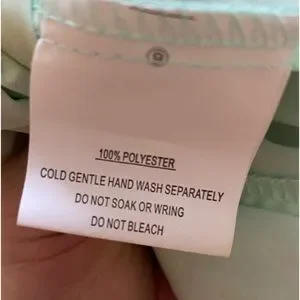 100% POLYESTER
COLD GENTLE HAND WASH SEPARATELY
DO NOT SOAK OR WRING
DO NOT BLEACH